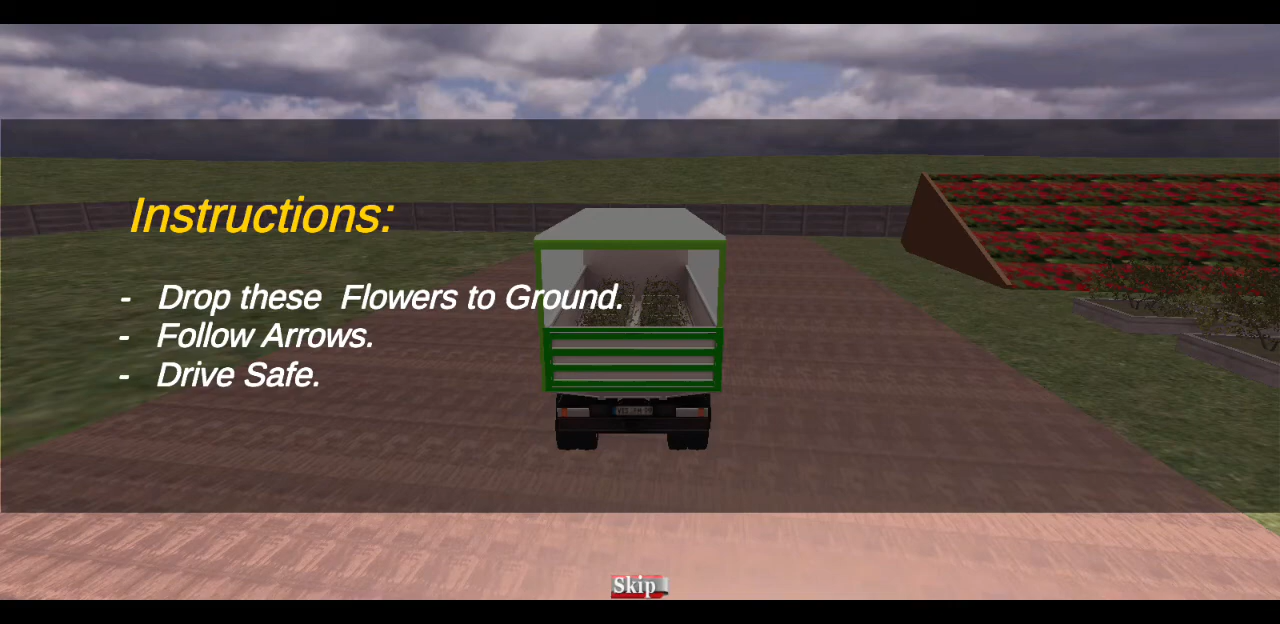 Instructions:
- Drop these Flowers to Ground.
- Follow Arrows.
- Drive Safe.
Skip